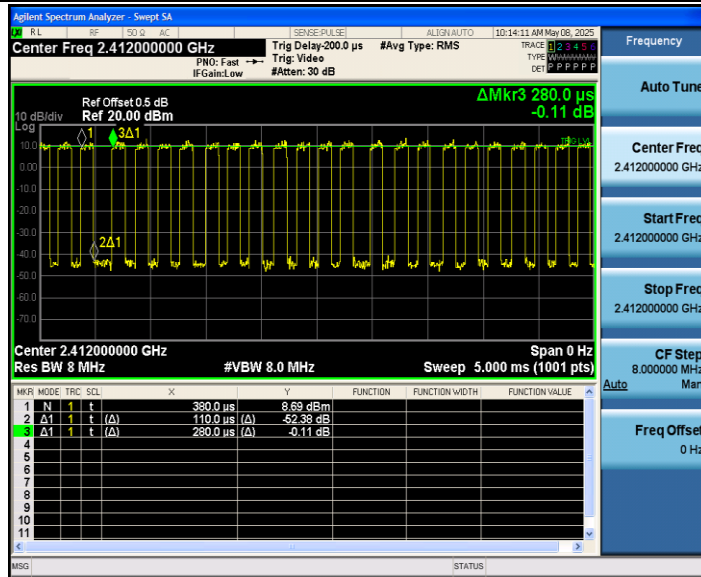 Agilent Spectrum Analyzer - Swept SA
RL RF 50 Ω AC SENSE:PULSE ALIGN AUTO 10:14:11 AM May 08, 2025
Center Freq 2.412000000 GHz
PNO: Fast
IFGain:Low
Trig Delay-200.0 µs
Trig: Video
#Atten: 30 dB
#Avg Type: RMS
TRACE 1 2 3 4 5 6
TYPE
DET P P P P P P
Ref Offset 0.5 dB
10 dB/div Ref 20.00 dBm
Log
ΔMkr3 280.0 µs
-0.11 dB
1
3Δ1
2Δ1
10.0
0.00
-10.0
-20.0
-30.0
-40.0
-50.0
-60.0
-70.0
Center 2.412000000 GHz Span 0 Hz
Res BW 8 MHz #VBW 8.0 MHz Sweep 5.000 ms (1001 pts)
MKR MODE TRC SCL X Y FUNCTION FUNCTION WIDTH FUNCTION VALUE
1 N 1 t 380.0 µs 8.69 dBm
2 Δ1 1 t (Δ) 110.0 µs (Δ) -52.38 dB
3 Δ1 1 t (Δ) 280.0 µs (Δ) -0.11 dB
4
5
6
7
8
9
10
11
MSG STATUS
Frequency
Auto Tune
Center Freq
2.412000000 GHz
Start Freq
2.412000000 GHz
Stop Freq
2.412000000 GHz
CF Step
8.000000 MHz
Auto Man
Freq Offset
0 Hz